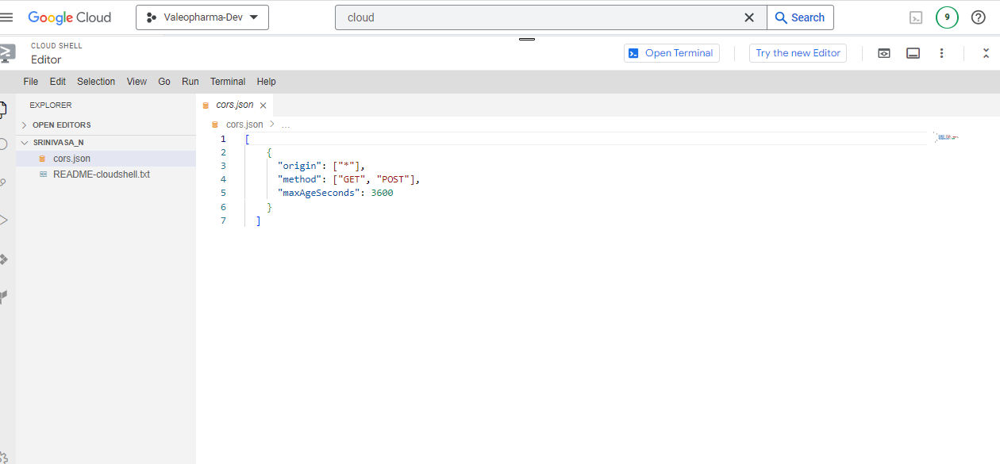 Google Cloud
Valeopharma-Dev
cloud
Search
9
CLOUD SHELL
Editor
Open Terminal
Try the new Editor
File Edit Selection View Go Run Terminal Help
EXPLORER
OPEN EDITORS
SRINIVASA_N
cors.json
README-cloudshell.txt
cors.json
cors.json > ...
1 [
2 {
3 "origin": ["*"],
4 "method": ["GET", "POST"],
5 "maxAgeSeconds": 3600
6 }
7 ]